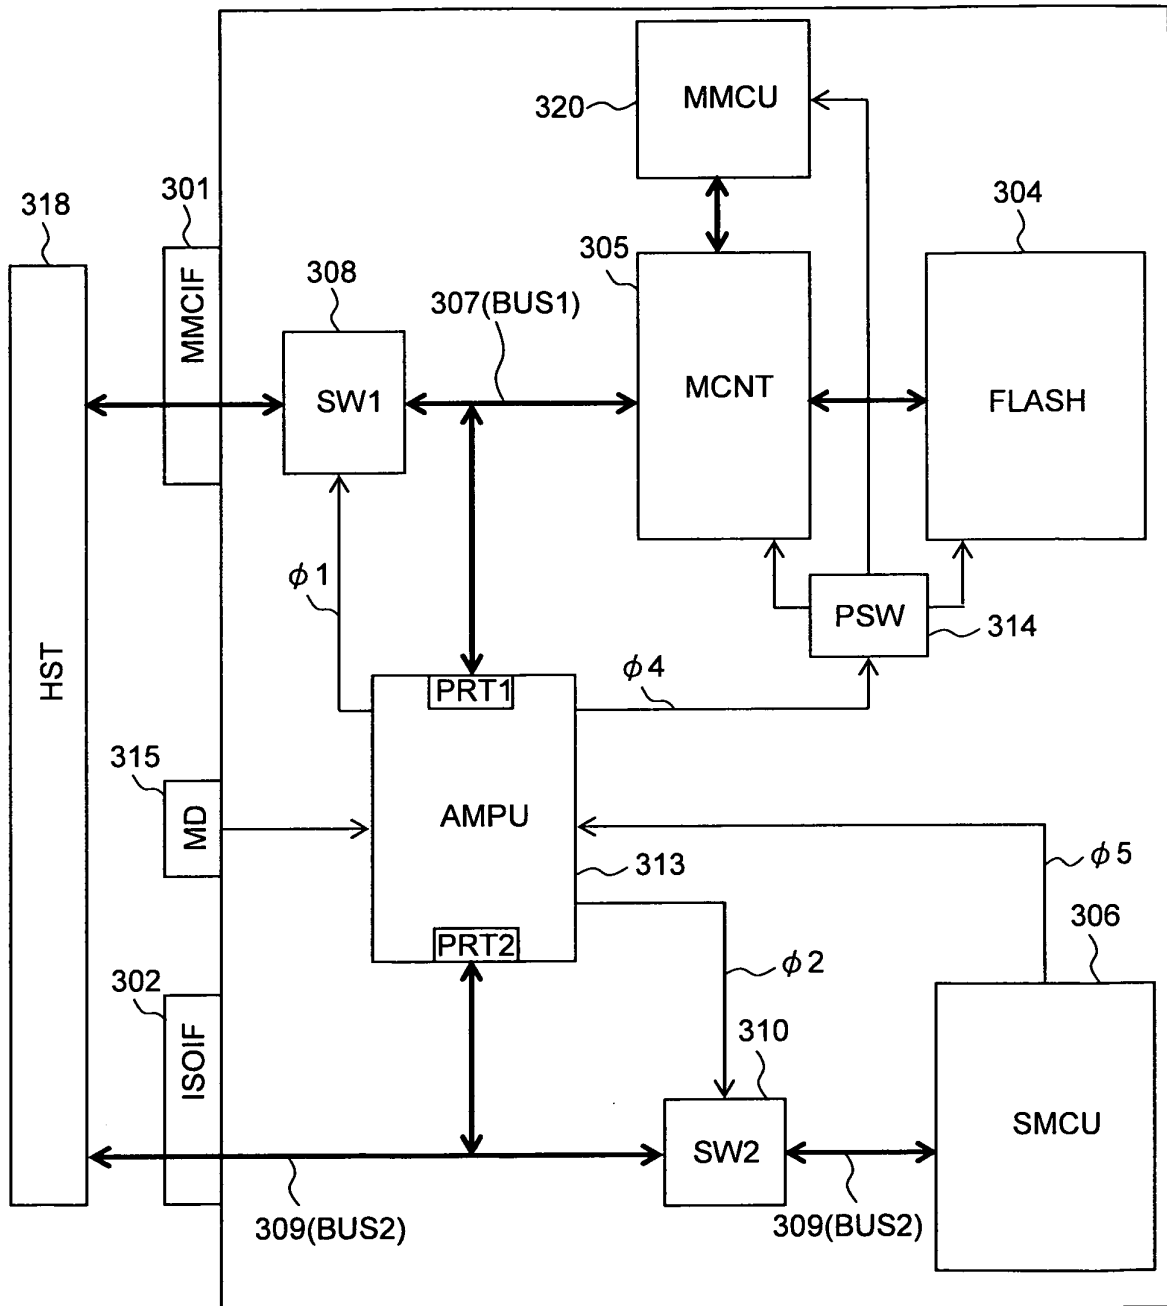 MMCU
320
301
304
318
305
308
MMCIF
307(BUS1)
SW1
MCNT
FLASH
ϕ1
PSW
314
HST
PRT1
ϕ4
315
MD
AMPU
313
ϕ5
306
PRT2
ϕ2
302
ISOIF
310
SMCU
SW2
309(BUS2)
309(BUS2)